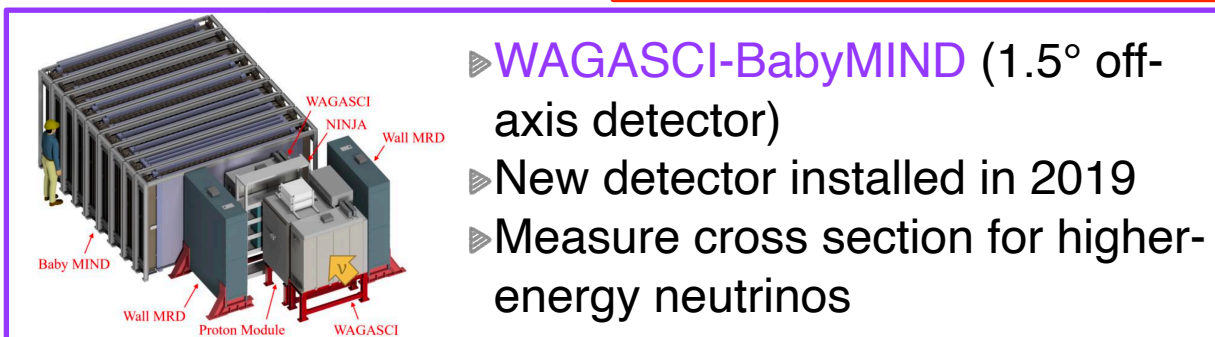 WAGASCI
NINJA
Wall MRD
Baby MIND
Wall MRD
Proton Module
WAGASCI
ν
WAGASCI-BabyMIND (1.5° off-
axis detector)
New detector installed in 2019
Measure cross section for higher-
energy neutrinos